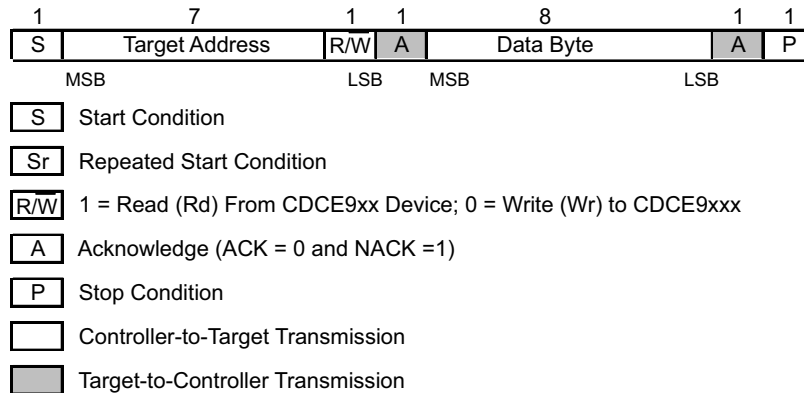 1 7 1 1 8 1 1
S Target Address R/W̅ A Data Byte A P
MSB LSB MSB LSB
S Start Condition
Sr Repeated Start Condition
R/W̅ 1 = Read (Rd) From CDCE9xx Device; 0 = Write (Wr) to CDCE9xxx
A Acknowledge (ACK = 0 and NACK =1)
P Stop Condition
Controller-to-Target Transmission
Target-to-Controller Transmission